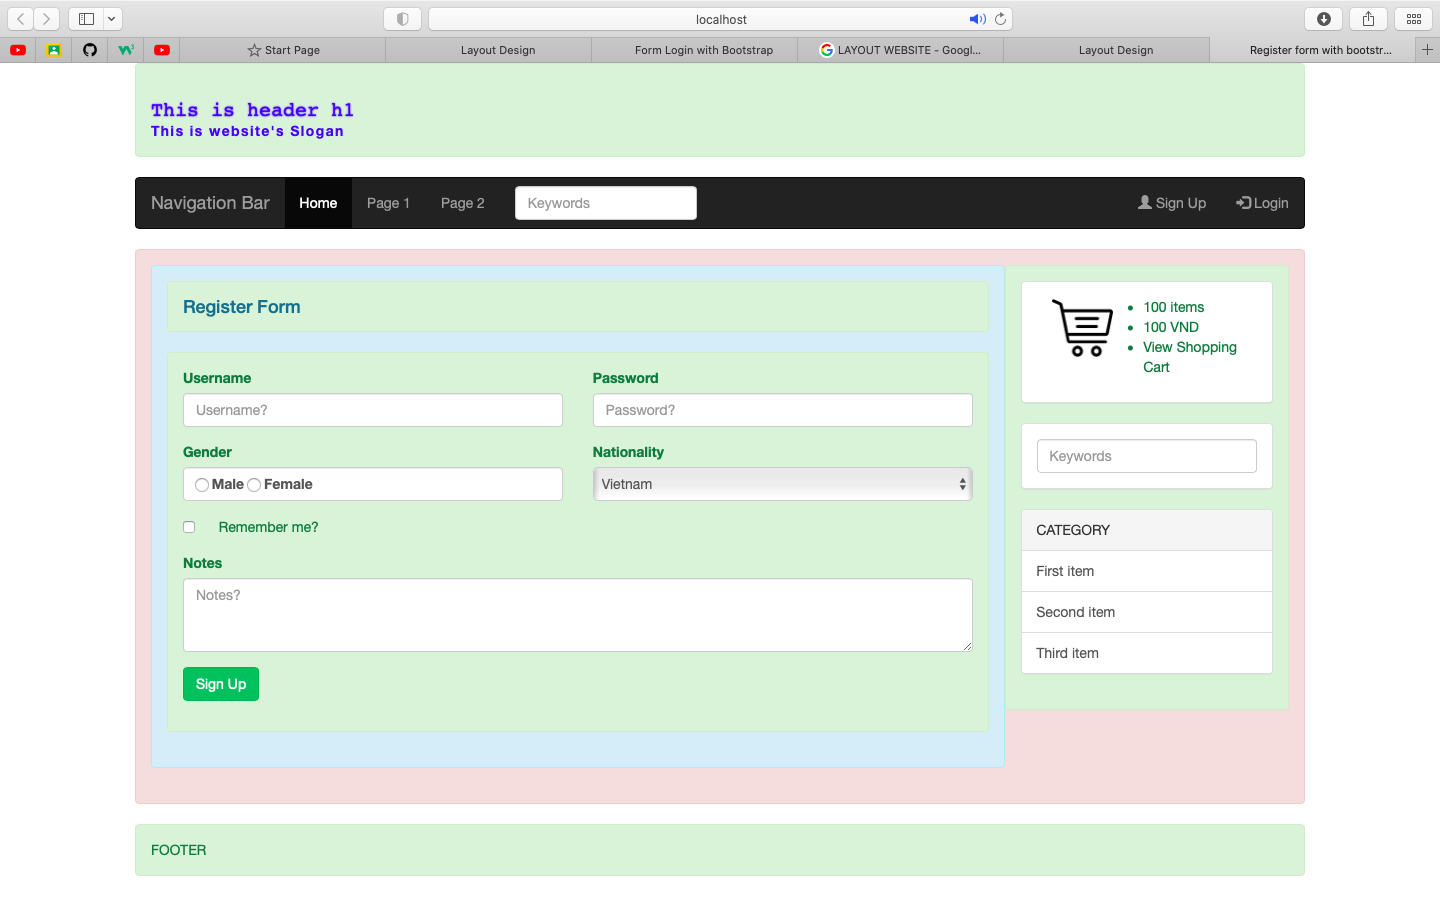 localhost
Start Page
Layout Design
Form Login with Bootstrap
LAYOUT WEBSITE - Googl...
Layout Design
Register form with bootstr...
This is header h1
This is website's Slogan
Navigation Bar Home Page 1 Page 2 Keywords Sign Up Login
Register Form
Username Password
Username? Password?
Gender Nationality
Male Female Vietnam
Remember me?
Notes
Notes?
Sign Up
100 items
100 VND
View Shopping
Cart
Keywords
CATEGORY
First item
Second item
Third item
FOOTER